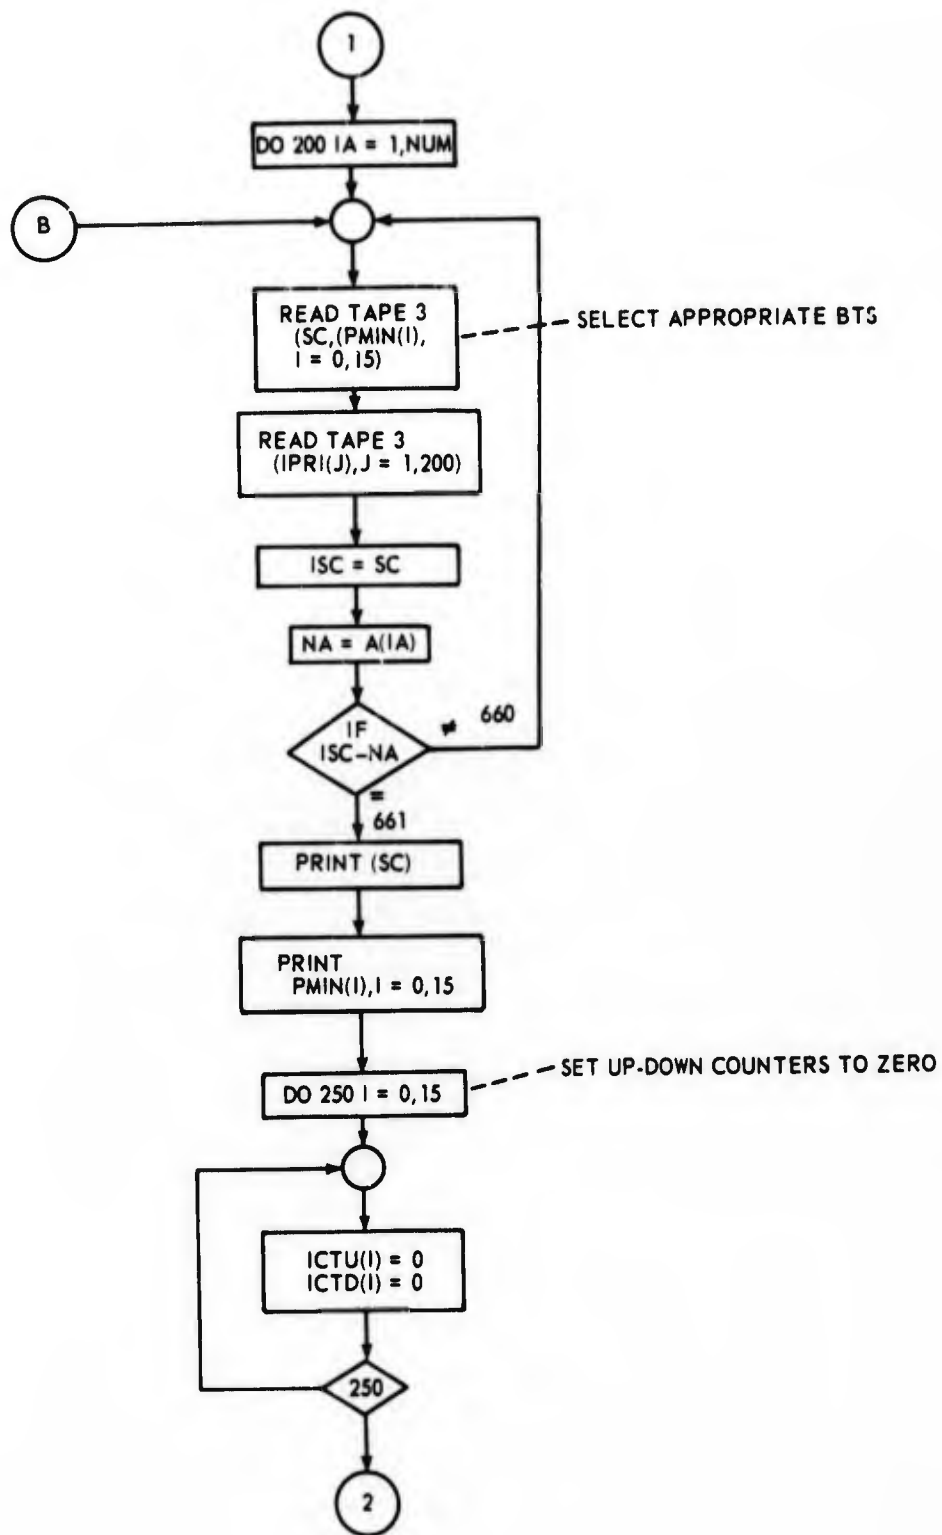 1
DO 200 IA = 1,NUM
B
READ TAPE 3
(SC,(PMIN(I),
I = 0,15)
SELECT APPROPRIATE BTS
READ TAPE 3
(IPRI(J),J = 1,200)
ISC = SC
NA = A(IA)
IF
ISC-NA
≠ 660
=
661
PRINT (SC)
PRINT
PMIN(I),I = 0,15
DO 250 I = 0,15
SET UP-DOWN COUNTERS TO ZERO
ICTU(I) = 0
ICTD(I) = 0
250
2